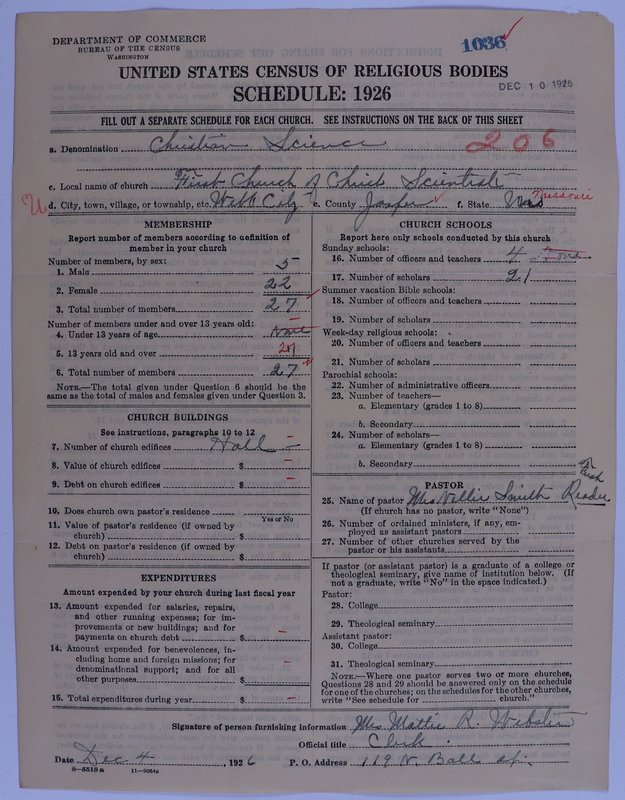 DEPARTMENT OF COMMERCE
BUREAU OF THE CENSUS
WASHINGTON
1036
UNITED STATES CENSUS OF RELIGIOUS BODIES
DEC 10 1926
SCHEDULE: 1926
FILL OUT A SEPARATE SCHEDULE FOR EACH CHURCH. SEE INSTRUCTIONS ON THE BACK OF THIS SHEET
a. Denomination Christian Science 206
c. Local name of church First Church of Christ Scientist
U d. City, town, village, or township, etc. Webb City e. County Jasper f. State Mo Missouri
MEMBERSHIP
Report number of members according to definition of
member in your church
Number of members, by sex:
1. Male 5
2. Female 22
3. Total number of members 27
Number of members under and over 13 years old:
4. Under 13 years of age None
5. 13 years old and over 27
6. Total number of members 27
NOTE.—The total given under Question 6 should be the
same as the total of males and females given under Question 3.
CHURCH BUILDINGS
See instructions, paragraphs 10 to 12
7. Number of church edifices Hall —
8. Value of church edifices $ —
9. Debt on church edifices $ —
10. Does church own pastor's residence
Yes or No
11. Value of pastor's residence (if owned by
church) $
12. Debt on pastor's residence (if owned by
church) $
EXPENDITURES
Amount expended by your church during last fiscal year
13. Amount expended for salaries, repairs,
and other running expenses; for im-
provements or new buildings; and for
payments on church debt $ —
14. Amount expended for benevolences, in-
cluding home and foreign missions; for
denominational support; and for all
other purposes $ —
15. Total expenditures during year $ —
CHURCH SCHOOLS
Report here only schools conducted by this church
Sunday schools:
16. Number of officers and teachers 4
17. Number of scholars 21
Summer vacation Bible schools:
18. Number of officers and teachers
19. Number of scholars
Week-day religious schools:
20. Number of officers and teachers
21. Number of scholars
Parochial schools:
22. Number of administrative officers
23. Number of teachers—
a. Elementary (grades 1 to 8)
b. Secondary
24. Number of scholars—
a. Elementary (grades 1 to 8)
b. Secondary
PASTOR
25. Name of pastor Mrs Nellie Smith Reader
(If church has no pastor, write "None")
26. Number of ordained ministers, if any, em-
ployed as assistant pastors
27. Number of other churches served by the
pastor or his assistants
If pastor (or assistant pastor) is a graduate of a college or
theological seminary, give name of institution below. (If
not a graduate, write "No" in the space indicated.)
Pastor:
28. College
29. Theological seminary
Assistant pastor:
30. College
31. Theological seminary
NOTE.—Where one pastor serves two or more churches,
Questions 28 and 29 should be answered only on the schedule
for one of the churches; on the schedules for the other churches,
write "See schedule for church."
Signature of person furnishing information Mrs Mattie R. Webster
Official title Clerk
Date Dec 4, 1926 P. O. Address 119 N. Ball St.
8—5518a 11—9084c